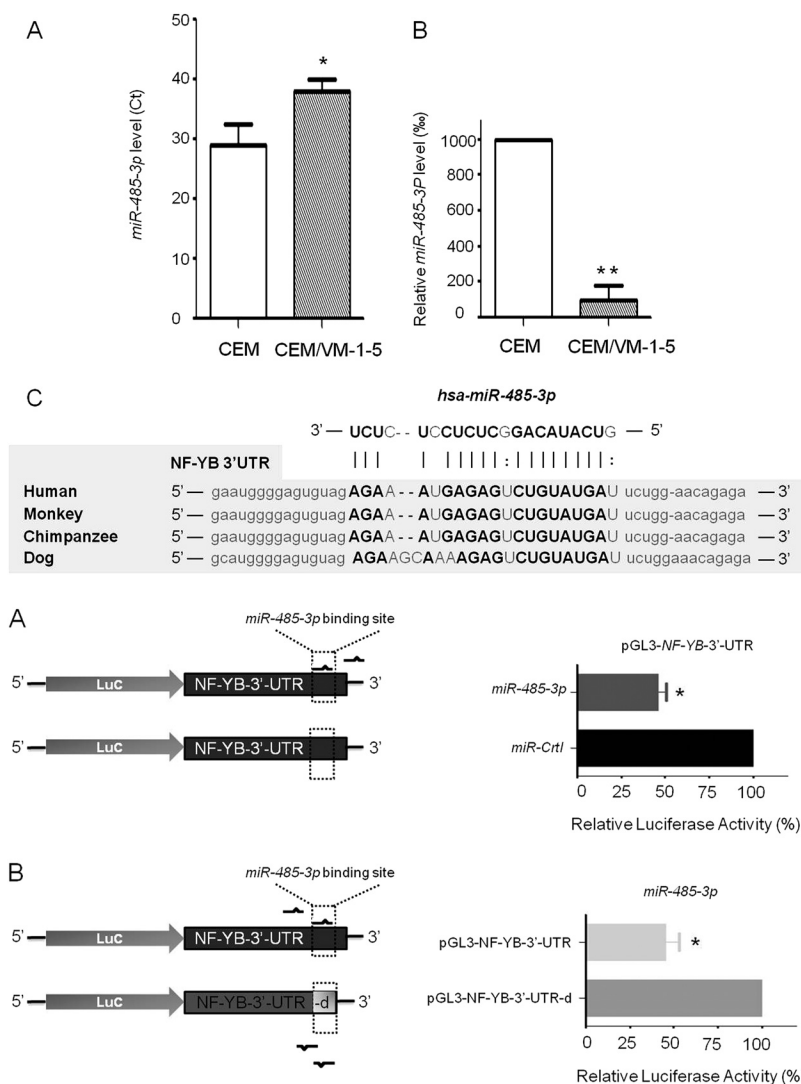 A
miR-485-3p level (Ct)
50
40
30
20
10
0
*
CEM
CEM/VM-1-5
B
Relative miR-485-3P level (‰)
1000
800
600
400
200
0
**
CEM
CEM/VM-1-5
C
hsa-miR-485-3p
3' — UCUC- - UCCUCUCGGACAUACUG — 5'
NF-YB 3'UTR
Human 5' — gaauggggaguguagAGAA- -AUGAGAGUCUGUAUGAU ucugg-aacagaga — 3'
Monkey 5' — gaauggggaguguagAGAA- -AUGAGAGUCUGUAUGAU ucugg-aacagaga — 3'
Chimpanzee 5' — gaauggggaguguagAGAA- -AUGAGAGUCUGUAUGAU ucugg-aacagaga — 3'
Dog 5' — gcauggggaguguag AGAAGCAAAAGAGUCUGUAUGAU ucuggaaacagaga — 3'
A
miR-485-3p binding site
5' Luc NF-YB-3'-UTR 3'
5' Luc NF-YB-3'-UTR 3'
pGL3-NF-YB-3'-UTR
miR-485-3p *
miR-Crtl
0 25 50 75 100
Relative Luciferase Activity (%)
B
miR-485-3p binding site
5' Luc NF-YB-3'-UTR 3'
5' Luc NF-YB-3'-UTR -d 3'
miR-485-3p
pGL3-NF-YB-3'-UTR *
pGL3-NF-YB-3'-UTR-d
0 25 50 75 100
Relative Luciferase Activity (%)